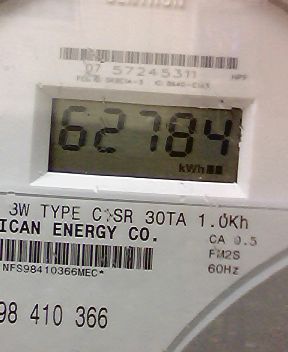 07 57245311
62784
kWh
3W TYPE C1SR 30TA 1.0Kh
ICAN ENERGY CO.
CA 0.5
NFS98410366MEC*
FM2S
60Hz
98 410 366